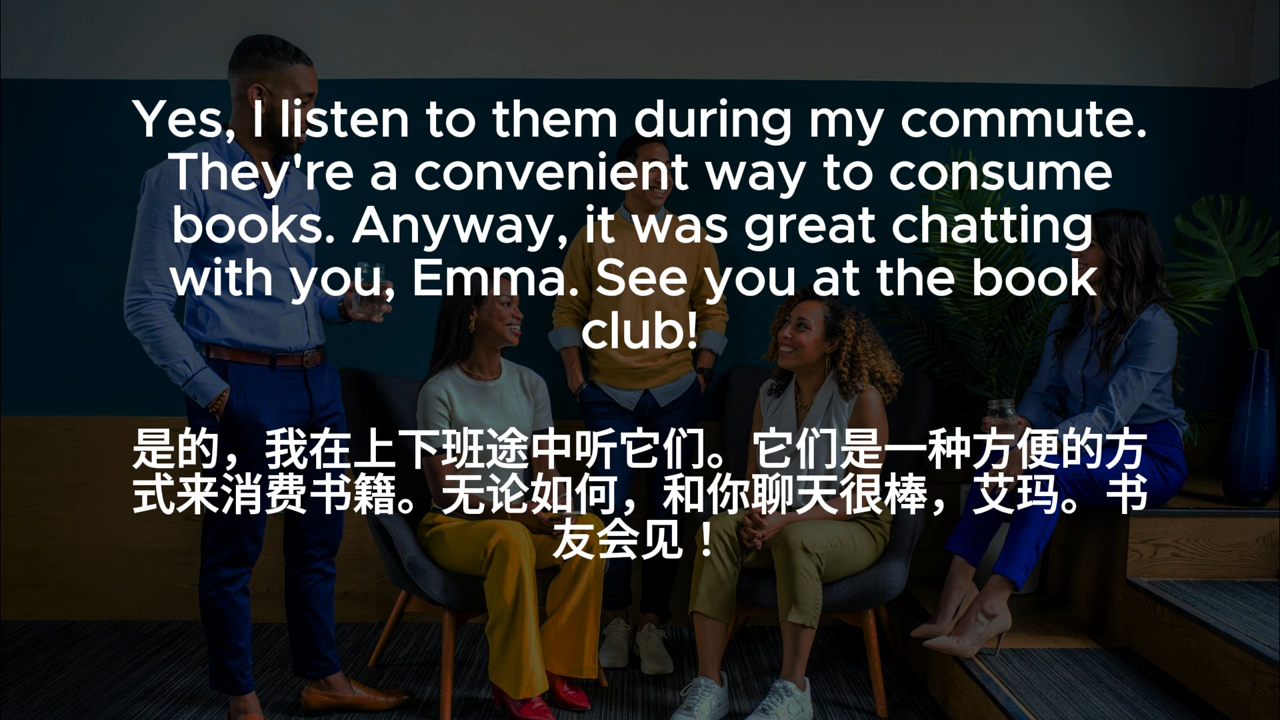 Yes, I listen to them during my commute.
They're a convenient way to consume
books. Anyway, it was great chatting
with you, Emma. See you at the book
club!
是的，我在上下班途中听它们。它们是一种方便的方
式来消费书籍。无论如何，和你聊天很棒，艾玛。书
友会见！